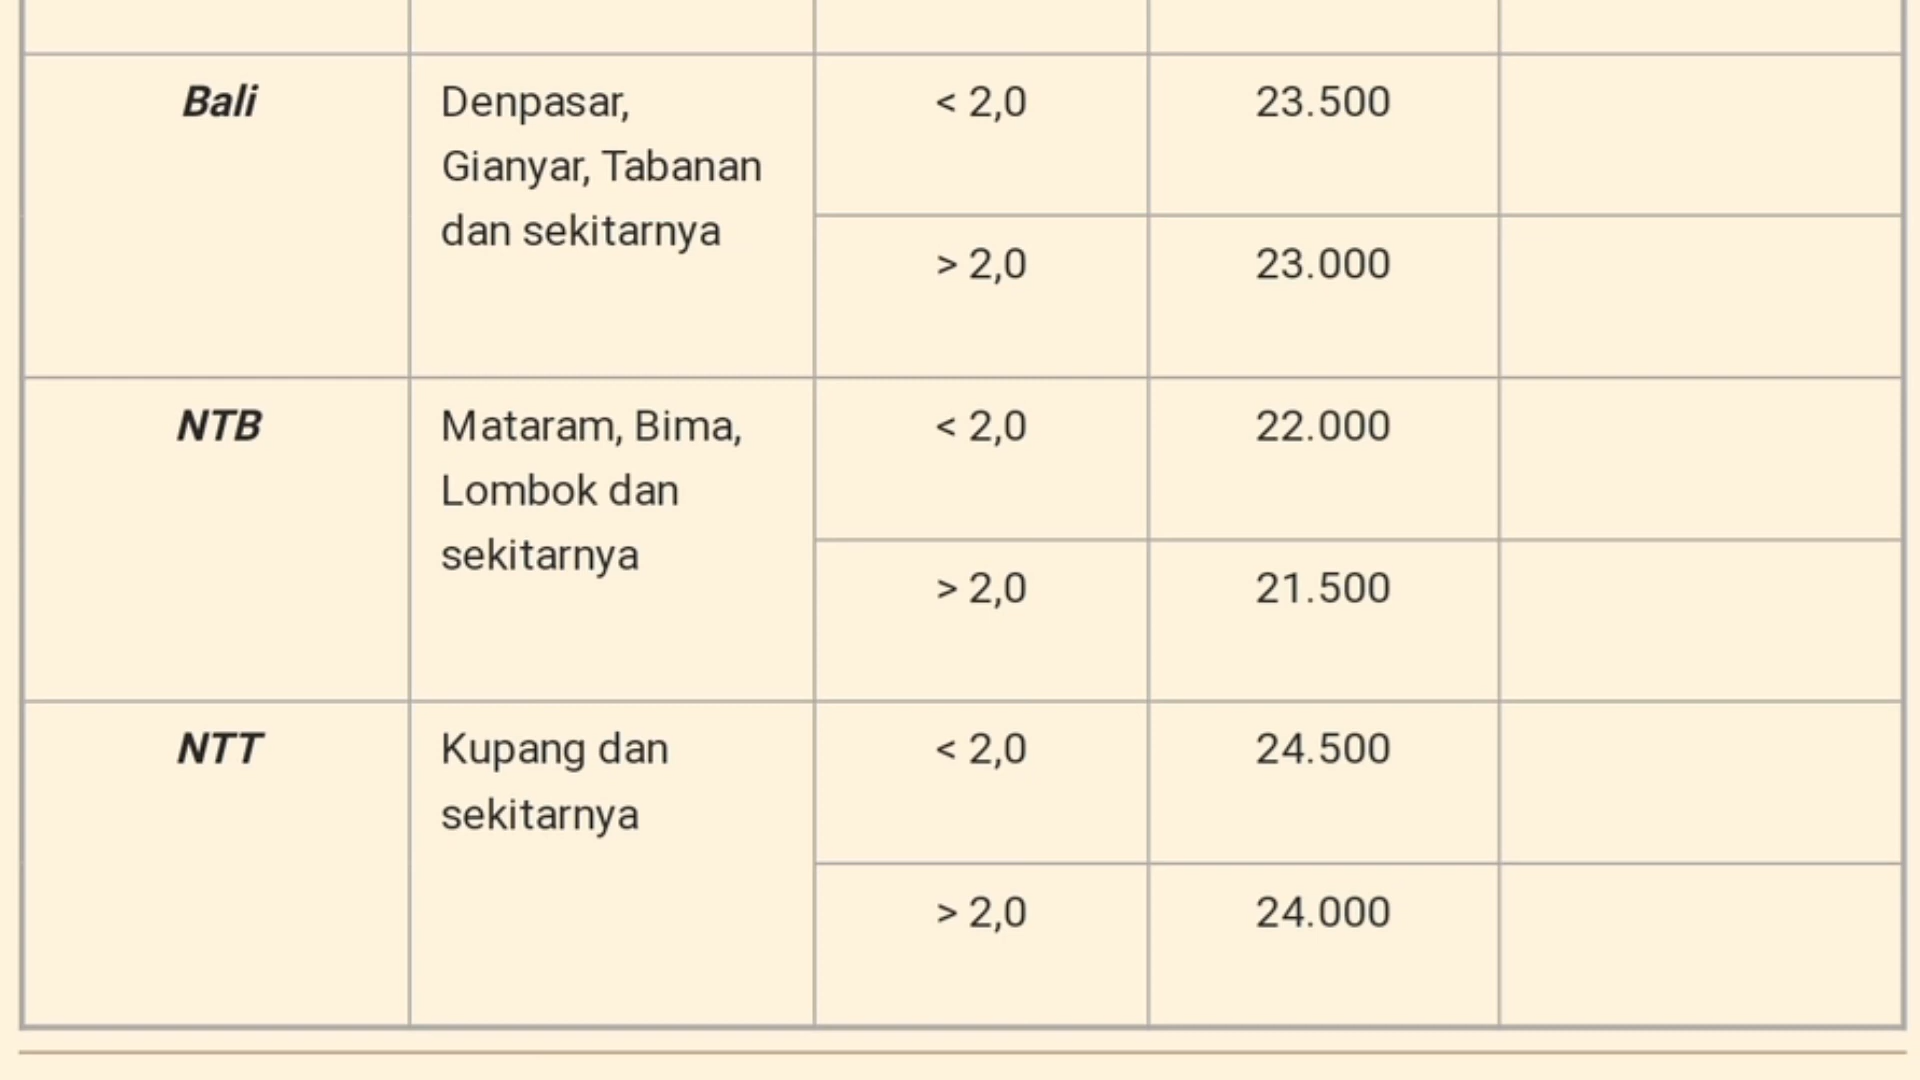 Bali
Denpasar,
Gianyar, Tabanan
dan sekitarnya
< 2,0
23.500
> 2,0
23.000
NTB
Mataram, Bima,
Lombok dan
sekitarnya
< 2,0
22.000
> 2,0
21.500
NTT
Kupang dan
sekitarnya
< 2,0
24.500
> 2,0
24.000